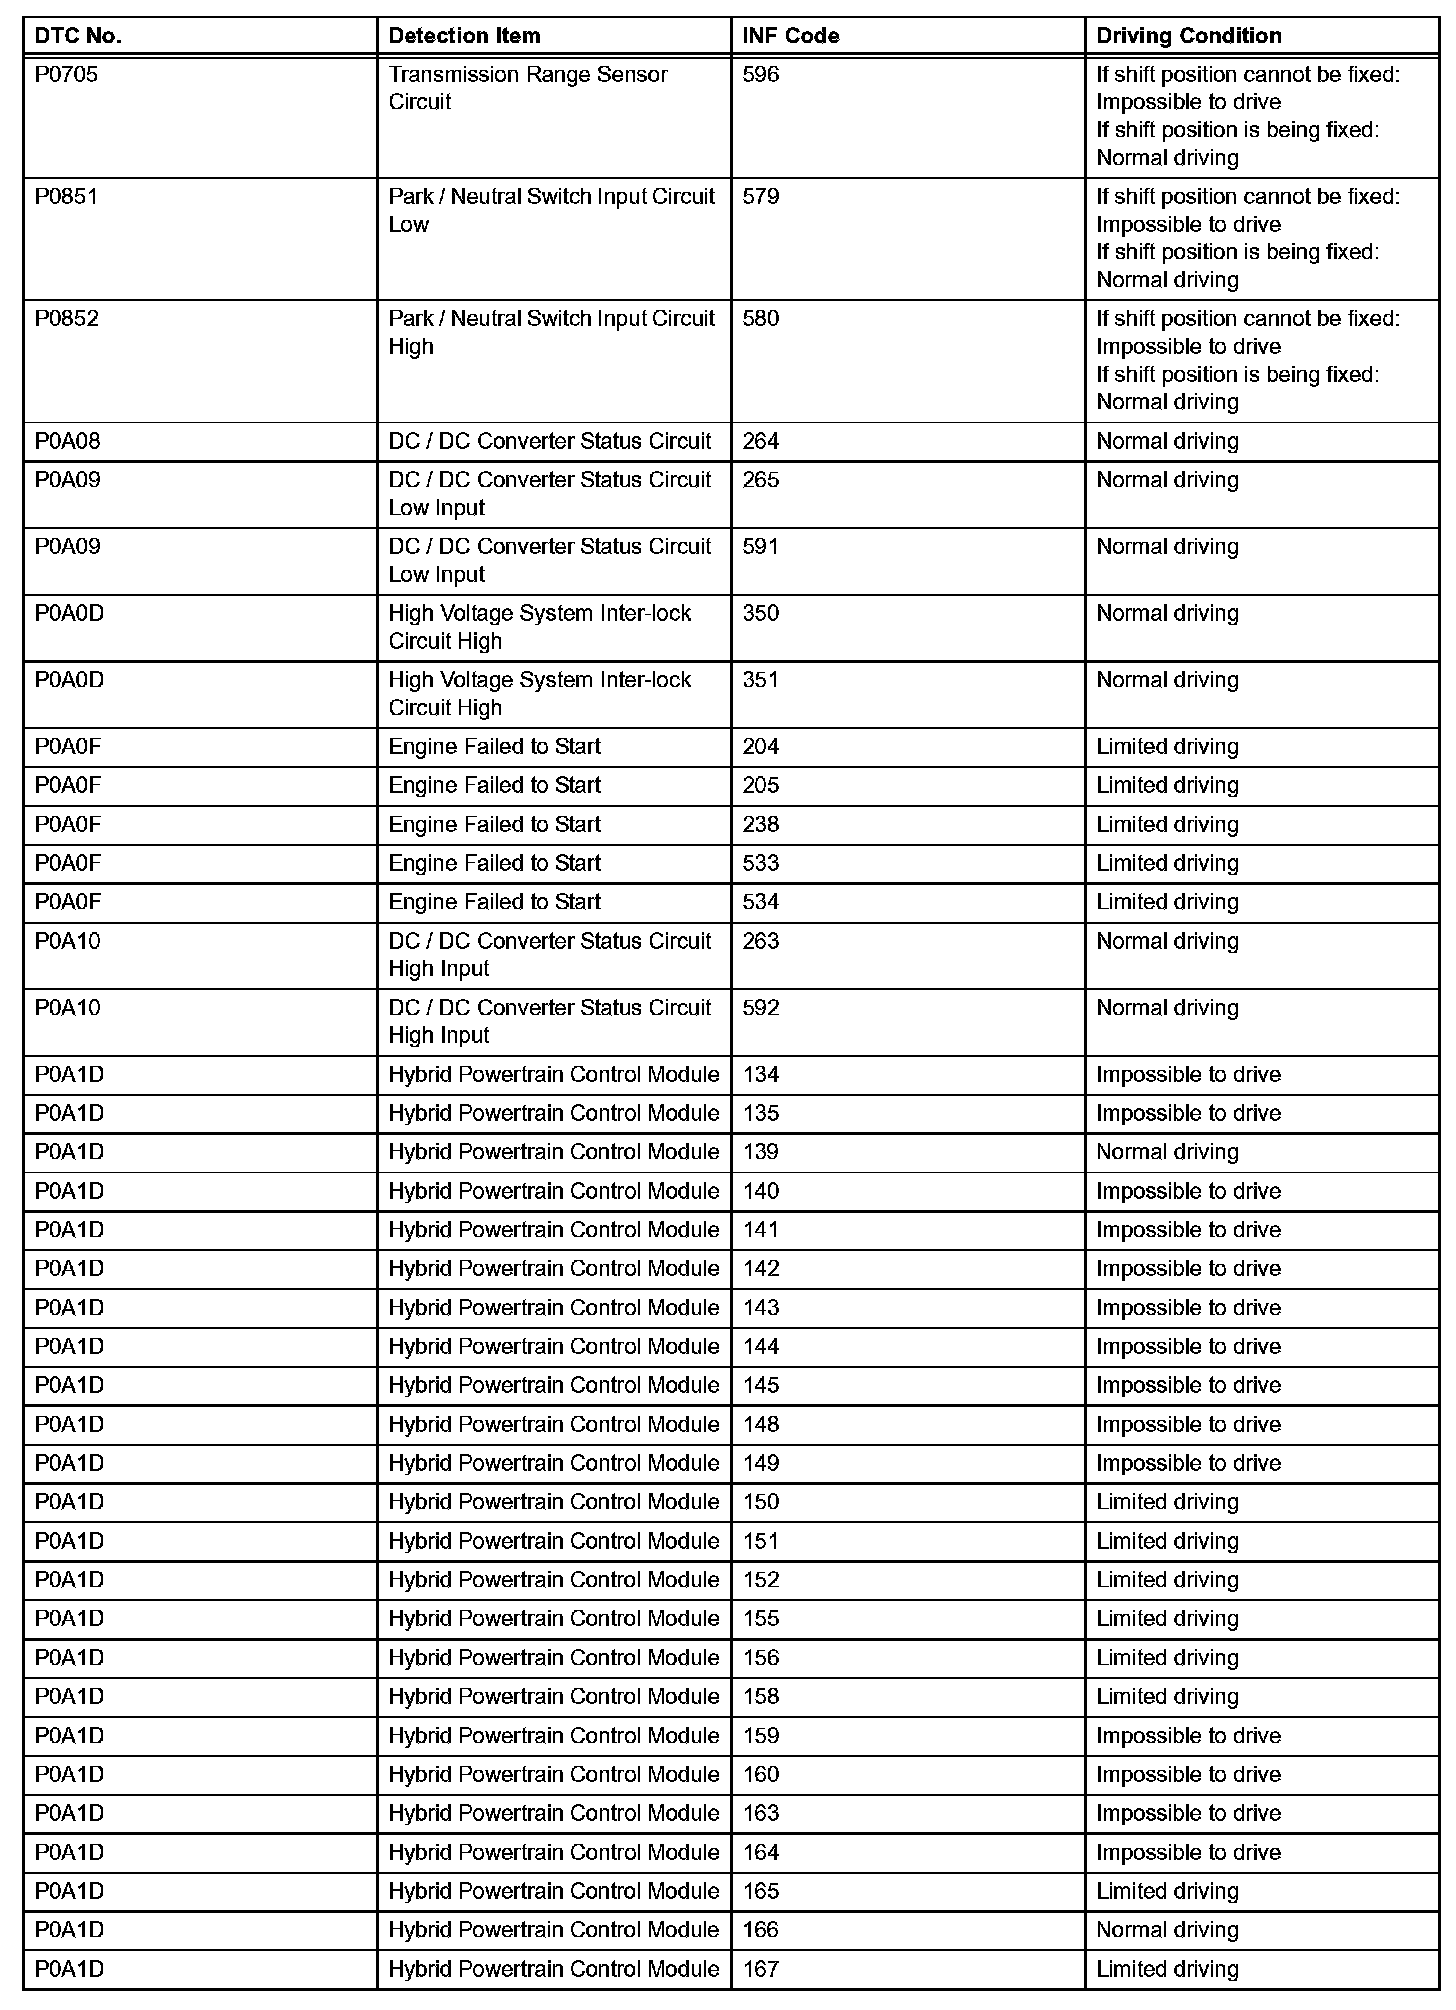 DTC No. Detection Item INF Code Driving Condition
P0705 Transmission Range Sensor 596 If shift position cannot be fixed:
Circuit Impossible to drive
If shift position is being fixed:
Normal driving
P0851 Park / Neutral Switch Input Circuit 579 If shift position cannot be fixed:
Low Impossible to drive
If shift position is being fixed:
Normal driving
P0852 Park / Neutral Switch Input Circuit 580 If shift position cannot be fixed:
High Impossible to drive
If shift position is being fixed:
Normal driving
P0A08 DC / DC Converter Status Circuit 264 Normal driving
P0A09 DC / DC Converter Status Circuit 265 Normal driving
Low Input
P0A09 DC / DC Converter Status Circuit 591 Normal driving
Low Input
P0A0D High Voltage System Inter-lock 350 Normal driving
Circuit High
P0A0D High Voltage System Inter-lock 351 Normal driving
Circuit High
P0A0F Engine Failed to Start 204 Limited driving
P0A0F Engine Failed to Start 205 Limited driving
P0A0F Engine Failed to Start 238 Limited driving
P0A0F Engine Failed to Start 533 Limited driving
P0A0F Engine Failed to Start 534 Limited driving
P0A10 DC / DC Converter Status Circuit 263 Normal driving
High Input
P0A10 DC / DC Converter Status Circuit 592 Normal driving
High Input
P0A1D Hybrid Powertrain Control Module 134 Impossible to drive
P0A1D Hybrid Powertrain Control Module 135 Impossible to drive
P0A1D Hybrid Powertrain Control Module 139 Normal driving
P0A1D Hybrid Powertrain Control Module 140 Impossible to drive
P0A1D Hybrid Powertrain Control Module 141 Impossible to drive
P0A1D Hybrid Powertrain Control Module 142 Impossible to drive
P0A1D Hybrid Powertrain Control Module 143 Impossible to drive
P0A1D Hybrid Powertrain Control Module 144 Impossible to drive
P0A1D Hybrid Powertrain Control Module 145 Impossible to drive
P0A1D Hybrid Powertrain Control Module 148 Impossible to drive
P0A1D Hybrid Powertrain Control Module 149 Impossible to drive
P0A1D Hybrid Powertrain Control Module 150 Limited driving
P0A1D Hybrid Powertrain Control Module 151 Limited driving
P0A1D Hybrid Powertrain Control Module 152 Limited driving
P0A1D Hybrid Powertrain Control Module 155 Limited driving
P0A1D Hybrid Powertrain Control Module 156 Limited driving
P0A1D Hybrid Powertrain Control Module 158 Limited driving
P0A1D Hybrid Powertrain Control Module 159 Impossible to drive
P0A1D Hybrid Powertrain Control Module 160 Impossible to drive
P0A1D Hybrid Powertrain Control Module 163 Impossible to drive
P0A1D Hybrid Powertrain Control Module 164 Impossible to drive
P0A1D Hybrid Powertrain Control Module 165 Limited driving
P0A1D Hybrid Powertrain Control Module 166 Normal driving
P0A1D Hybrid Powertrain Control Module 167 Limited driving